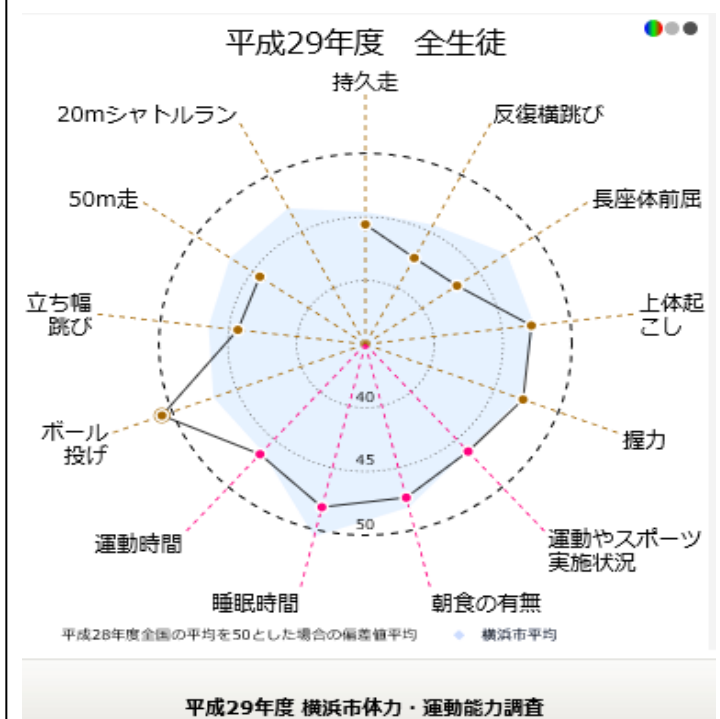 平成29年度　全生徒
持久走
20mシャトルラン
反復横跳び
50m走
長座体前屈
立ち幅
跳び
上体起
こし
40
45
50
ボール
投げ
握力
運動時間
運動やスポーツ
実施状況
睡眠時間
朝食の有無
平成28年度全国の平均を50とした場合の偏差値平均
横浜市平均
平成29年度 横浜市体力・運動能力調査